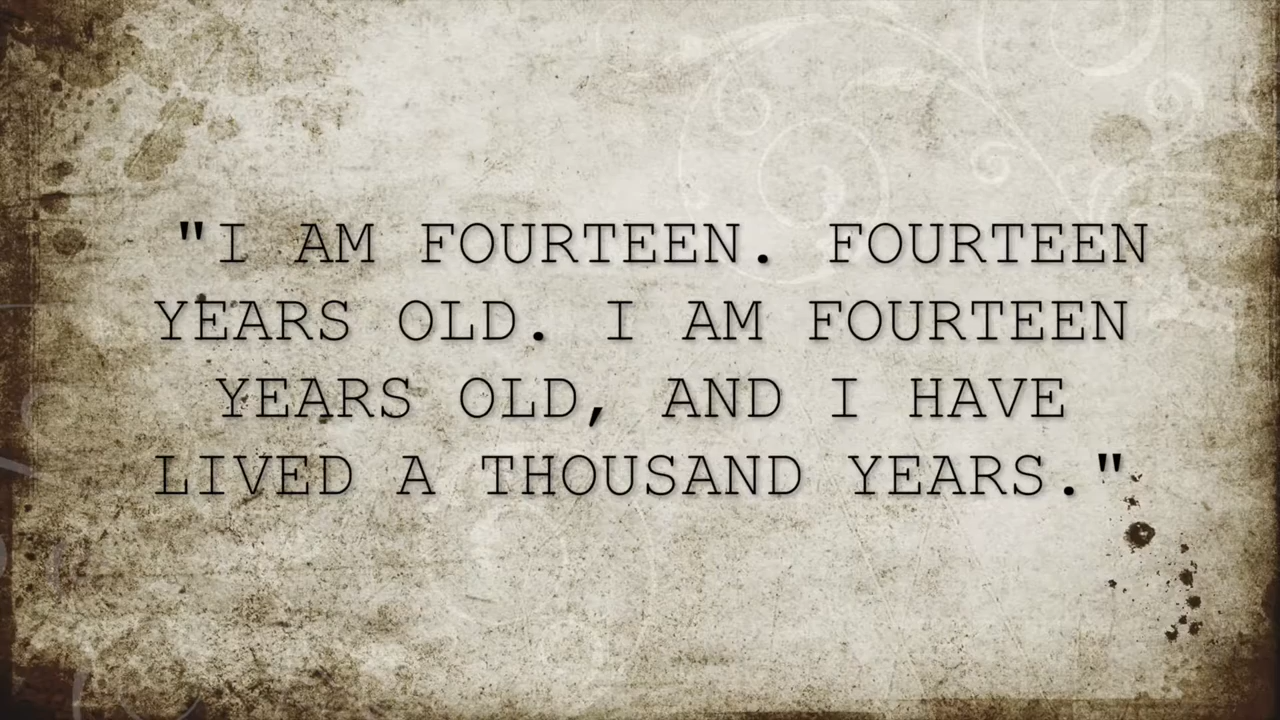 "I AM FOURTEEN. FOURTEEN
YEARS OLD. I AM FOURTEEN
YEARS OLD, AND I HAVE
LIVED A THOUSAND YEARS."